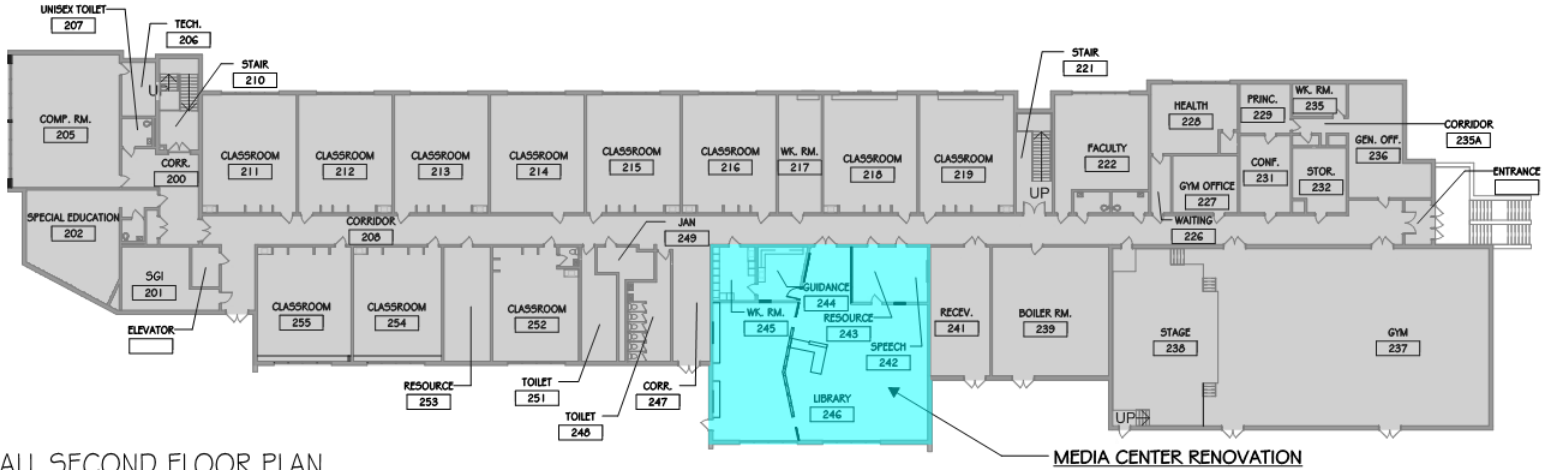 UNISEX TOILET
207
TECH.
206
STAIR
210
STAIR
221
COMP. RM.
205
CORR.
200
CLASSROOM
211
CLASSROOM
212
CLASSROOM
213
CLASSROOM
214
CLASSROOM
215
CLASSROOM
216
WK. RM.
217
CLASSROOM
218
CLASSROOM
219
UP
FACULTY
222
HEALTH
228
PRINC.
229
WK. RM.
235
CORRIDOR
235A
GEN. OFF.
236
CONF.
231
STOR.
232
GYM OFFICE
227
ENTRANCE
WAITING
226
SPECIAL EDUCATION
202
CORRIDOR
208
JAN
249
SGI
201
ELEVATOR
CLASSROOM
255
CLASSROOM
254
CLASSROOM
252
RESOURCE
253
TOILET
251
TOILET
248
CORR.
247
WK. RM.
245
GUIDANCE
244
RESOURCE
243
SPEECH
242
LIBRARY
246
RECEV.
241
BOILER RM.
239
STAGE
238
UP
GYM
237
MEDIA CENTER RENOVATION
SECOND FLOOR PLAN